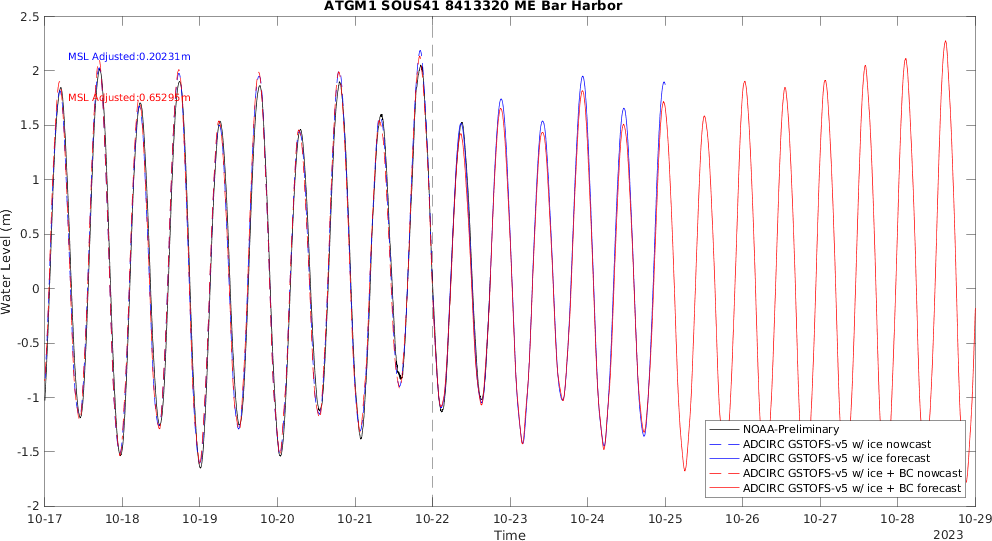 ATGM1 SOUS41 8413320 ME Bar Harbor
2.5
2
1.5
1
0.5
0
-0.5
-1
-1.5
-2
Water Level (m)
MSL Adjusted:0.20231m
MSL Adjusted:0.65295m
NOAA-Preliminary
ADCIRC GSTOFS-v5 w/ ice nowcast
ADCIRC GSTOFS-v5 w/ ice forecast
ADCIRC GSTOFS-v5 w/ ice + BC nowcast
ADCIRC GSTOFS-v5 w/ ice + BC forecast
10-17 10-18 10-19 10-20 10-21 10-22 10-23 10-24 10-25 10-26 10-27 10-28 10-29
Time
2023